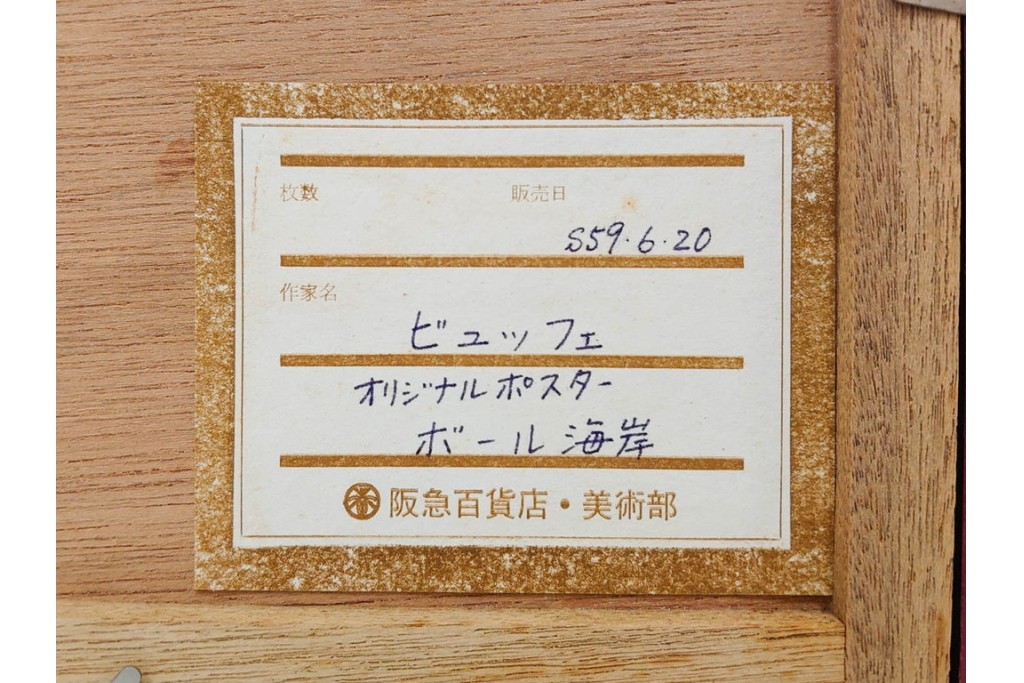 枚数 販売日
S59.6.20
作家名
ビュッフェ
オリジナルポスター
ボール海岸
阪急百貨店・美術部